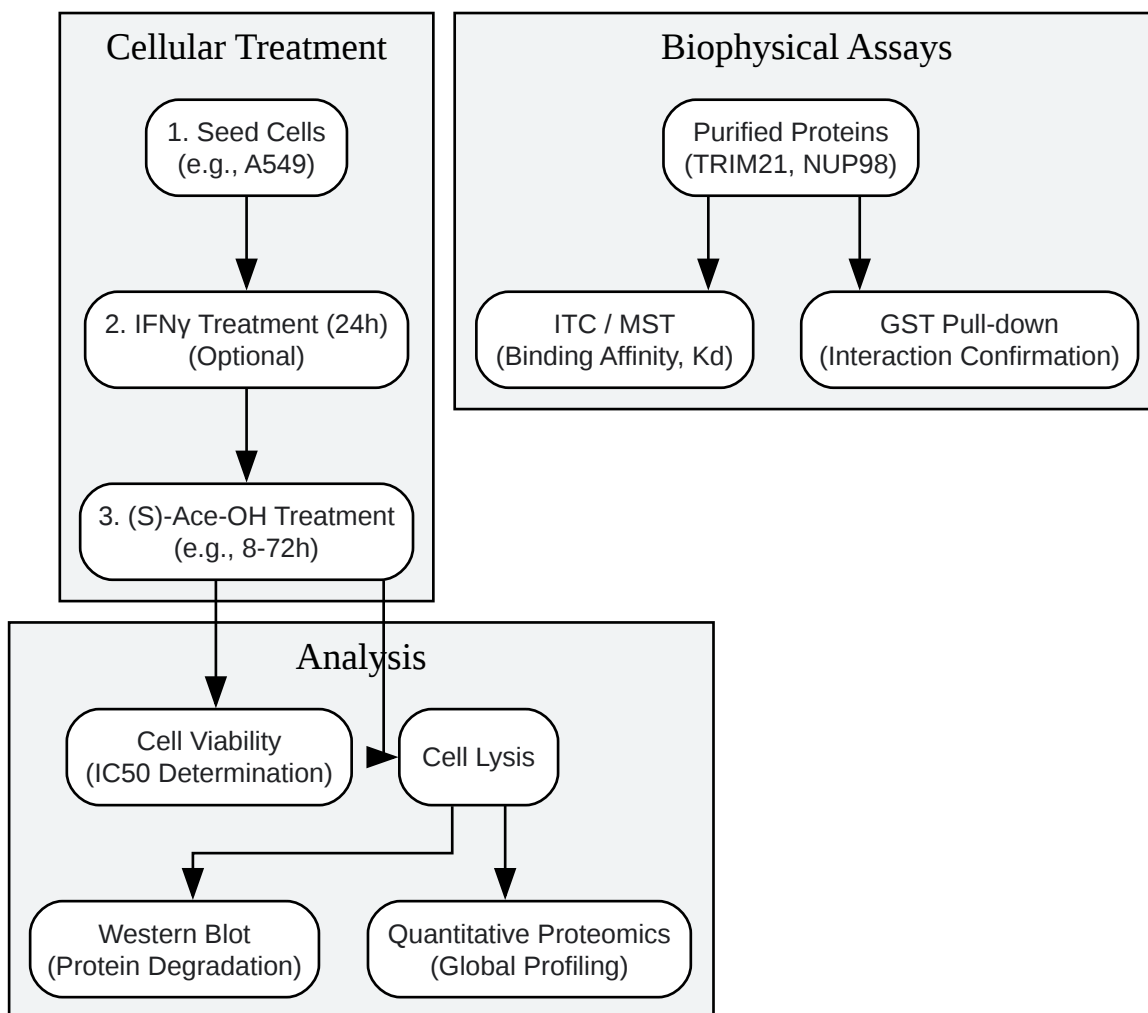 Cellular Treatment
1. Seed Cells
(e.g., A549)
2. IFNγ Treatment (24h)
(Optional)
3. (S)-Ace-OH Treatment
(e.g., 8-72h)
Biophysical Assays
Purified Proteins
(TRIM21, NUP98)
ITC / MST
(Binding Affinity, Kd)
GST Pull-down
(Interaction Confirmation)
Analysis
Cell Viability
(IC50 Determination)
Cell Lysis
Western Blot
(Protein Degradation)
Quantitative Proteomics
(Global Profiling)